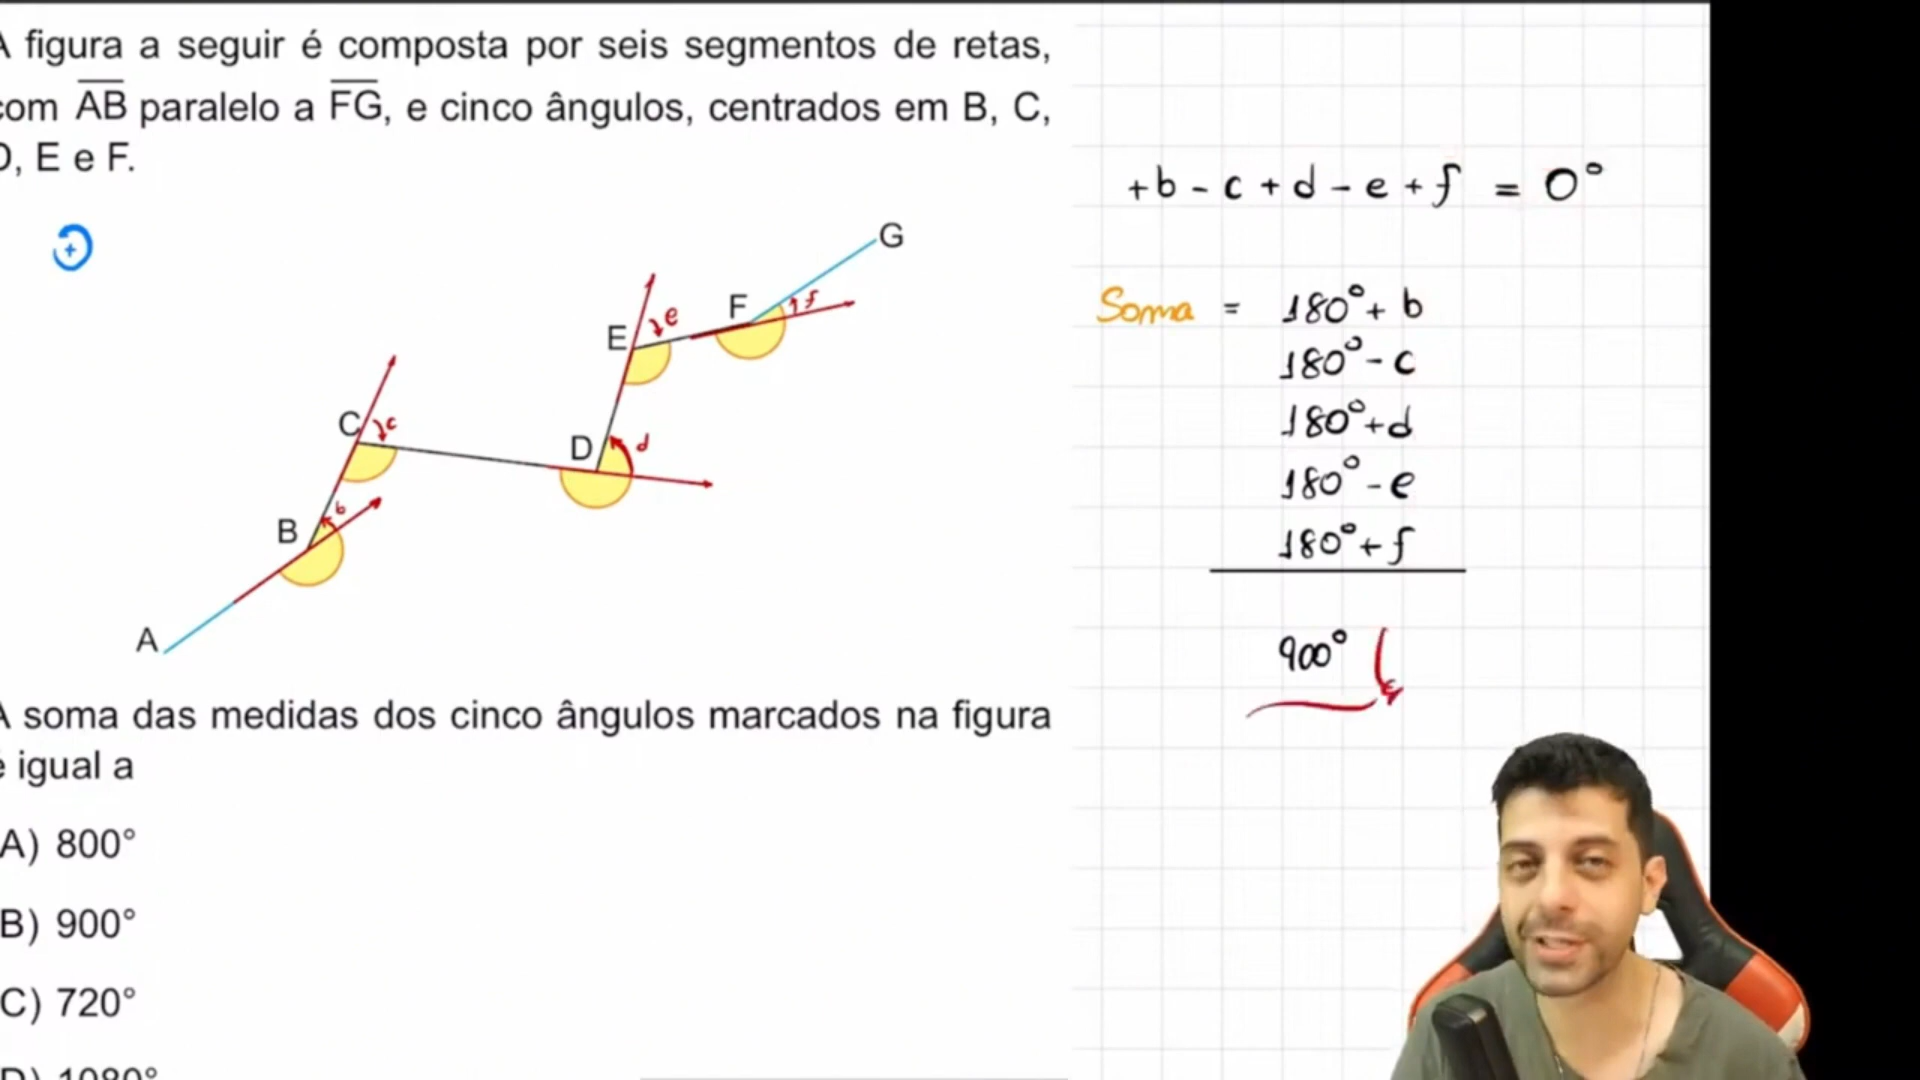 A figura a seguir é composta por seis segmentos de retas,
com AB paralelo a FG, e cinco ângulos, centrados em B, C,
D, E e F.
+b - c + d - e + f = 0°
+
G
F
f
E
e
Soma = 180° + b
180° - c
180° + d
180° - e
180° + f
900°
C
c
D
d
B
b
A
A soma das medidas dos cinco ângulos marcados na figura
é igual a
A) 800°
B) 900°
C) 720°
D) 1080°